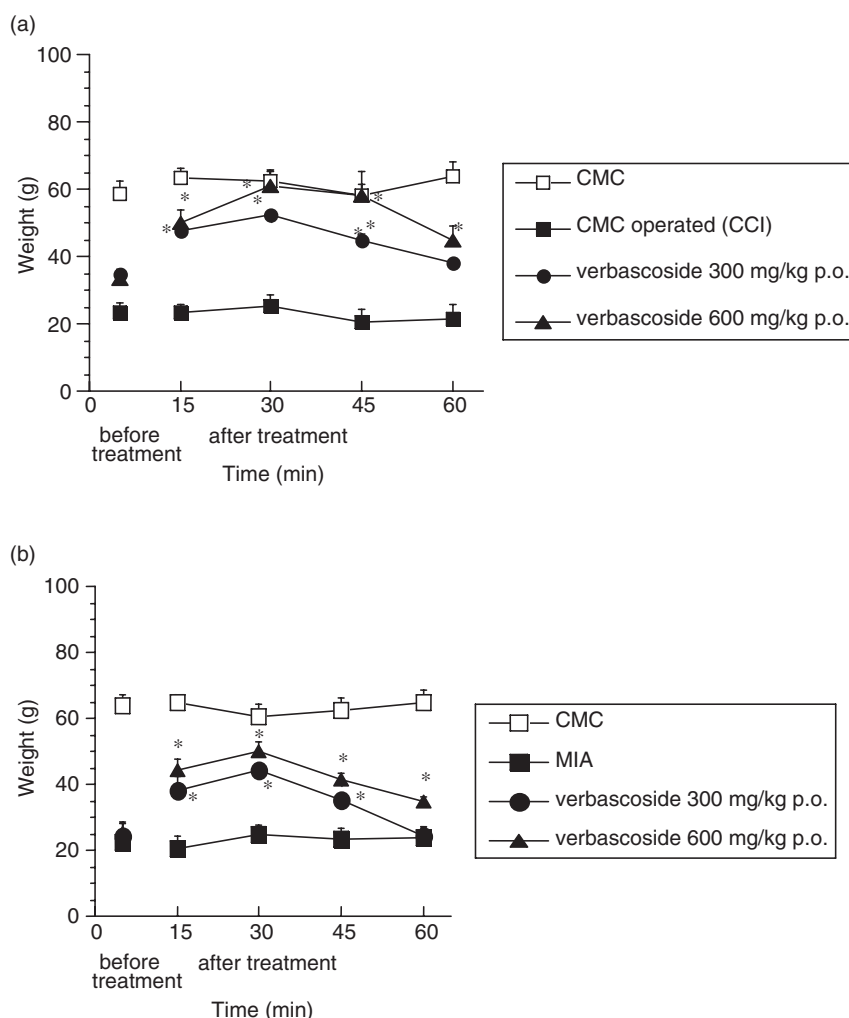 (a)
100
80
60
40
20
0
Weight (g)
0 15 30 45 60
before after treatment
treatment
Time (min)
CMC
CMC operated (CCI)
verbascoside 300 mg/kg p.o.
verbascoside 600 mg/kg p.o.
* * * * * * * *
(b)
100
80
60
40
20
0
Weight (g)
0 15 30 45 60
before after treatment
treatment
Time (min)
CMC
MIA
verbascoside 300 mg/kg p.o.
verbascoside 600 mg/kg p.o.
* * * * * * *